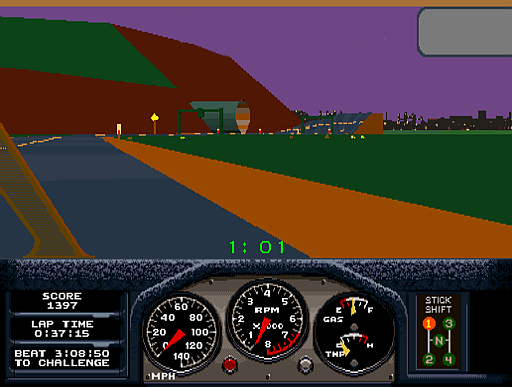 1:01
SCORE
1397
LAP TIME
0:37:15
BEAT 3:08:50
TO CHALLENGE
0
20
40
60
80
100
120
140
MPH
0
1
2
3
4
5
6
7
8
RPM
X1000
E
F
GAS
C
H
TMP
STICK
SHIFT
1
3
N
2
4